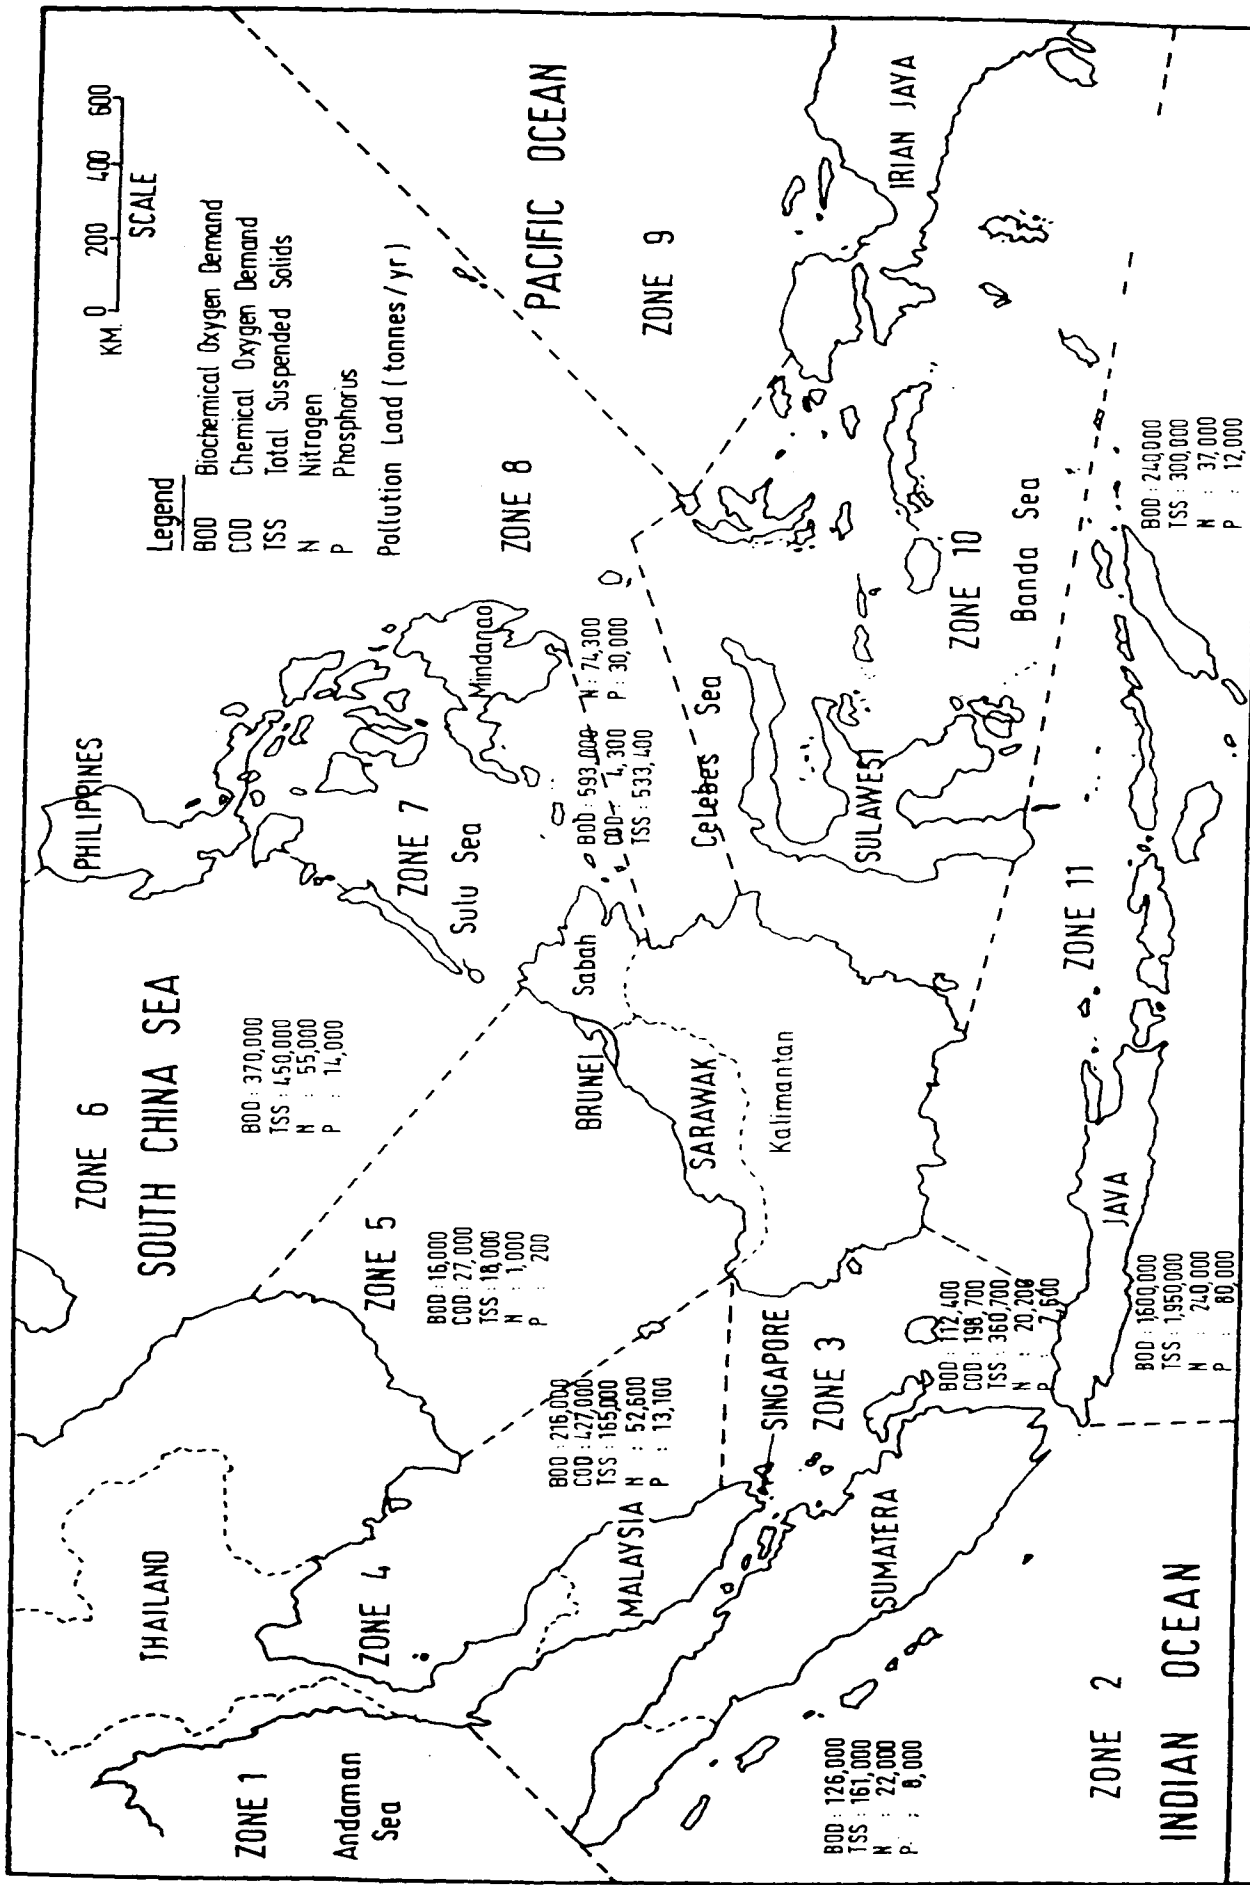 KM. 0 200 400 600
SCALE
Legend
BOD Biochemical Oxygen Demand
COD Chemical Oxygen Demand
TSS Total Suspended Solids
N Nitrogen
P Phosphorus
Pollution Load (tonnes/yr)
PHILIPPINES
THAILAND
ZONE 6
SOUTH CHINA SEA
BOD : 370,000
TSS : 450,000
N : 55,000
P : 14,000
ZONE 1
Andaman
Sea
ZONE 4
ZONE 5
BOD : 16,000
COD : 27,000
TSS : 18,000
N : 1,000
P : 200
ZONE 7
Sulu Sea
Mindanao
ZONE 8
PACIFIC OCEAN
ZONE 9
BOD : 216,000
COD : 427,000
TSS : 165,000
N : 52,600
P : 13,100
MALAYSIA
BRUNEI
Sabah
SARAWAK
Kalimantan
BOD : 593,000 N : 74,300
COD : 4,300 P : 30,000
TSS : 533,400
Celebes Sea
SINGAPORE
ZONE 3
SUMATERA
SULAWESI
IRIAN JAYA
ZONE 10
Banda Sea
BOD : 112,400
COD : 198,700
TSS : 360,700
N : 20,200
P : 7,600
BOD : 126,000
TSS : 161,000
N : 22,000
P : 8,000
ZONE 2
INDIAN OCEAN
JAVA
ZONE 11
BOD : 1,600,000
TSS : 1,950,000
N : 240,000
P : 80,000
BOD : 240,000
TSS : 300,000
N : 37,000
P : 12,000